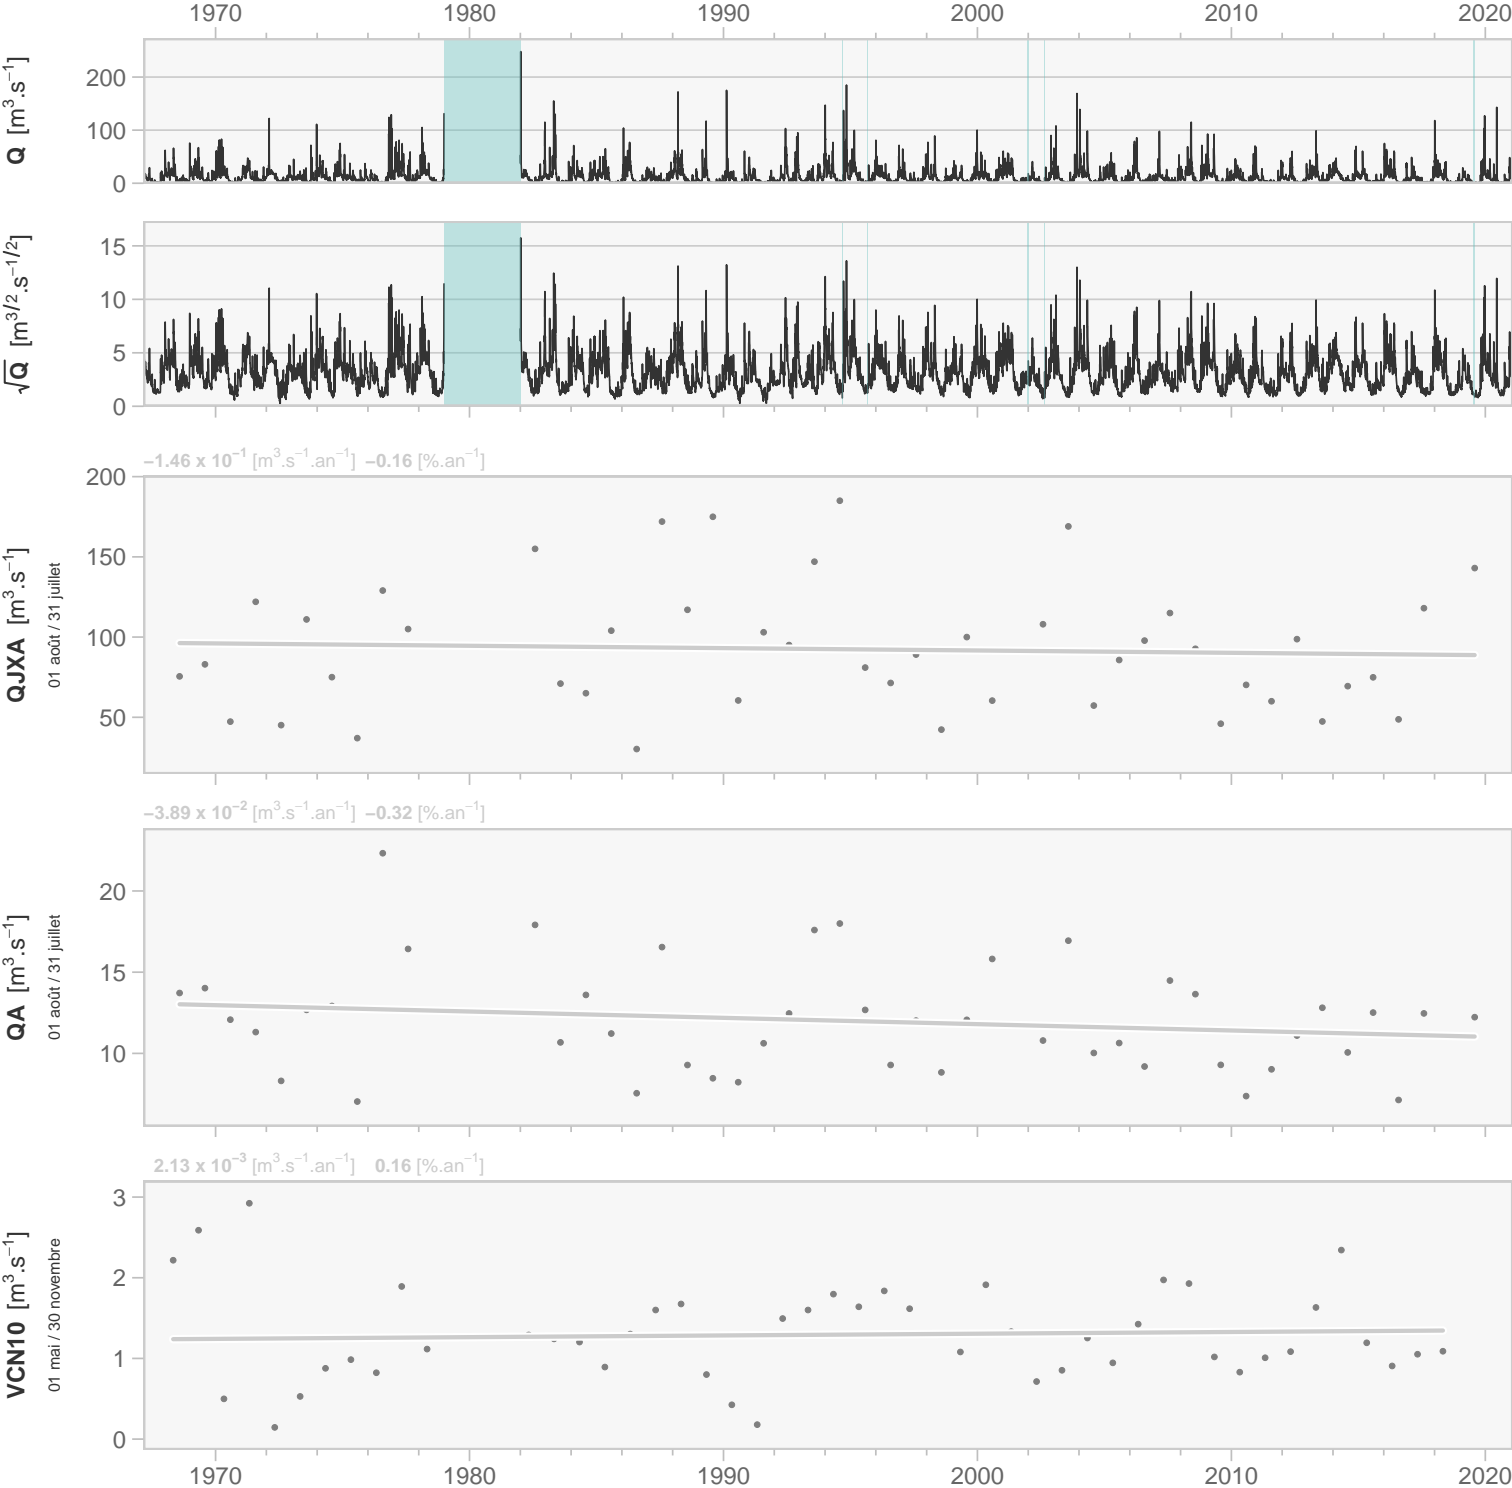 1970 1980 1990 2000 2010 2020
Q [m³.s⁻¹]
200
100
0
√Q [m³ᐟ².s⁻¹ᐟ²]
15
10
5
0
−1.46 x 10⁻¹ [m³.s⁻¹.an⁻¹] −0.16 [%.an⁻¹]
QJXA [m³.s⁻¹]
01 août / 31 juillet
200
150
100
50
−3.89 x 10⁻² [m³.s⁻¹.an⁻¹] −0.32 [%.an⁻¹]
QA [m³.s⁻¹]
01 août / 31 juillet
20
15
10
2.13 x 10⁻³ [m³.s⁻¹.an⁻¹] 0.16 [%.an⁻¹]
VCN10 [m³.s⁻¹]
01 mai / 30 novembre
3
2
1
0
1970 1980 1990 2000 2010 2020